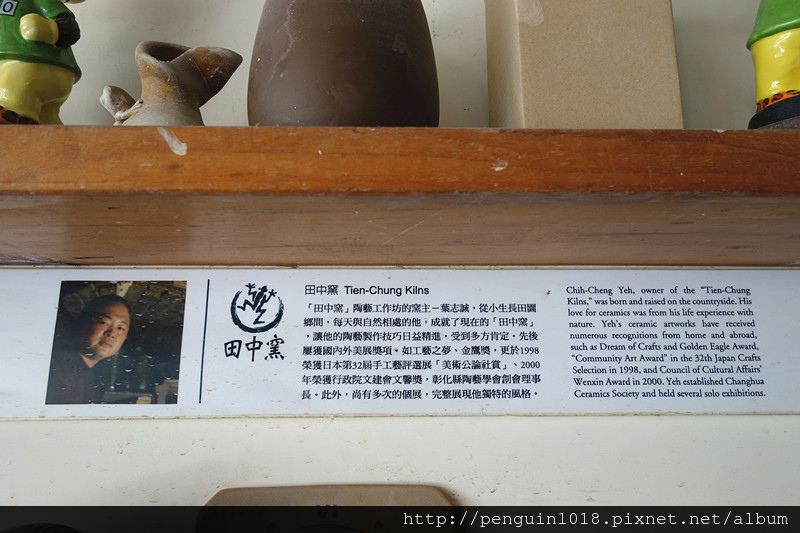 田中窯
田中窯 Tien-Chung Kilns
「田中窯」陶藝工作坊的窯主－葉志誠，從小生長田園
鄉間，每天與自然相處的他，成就了現在的「田中窯」
，讓他的陶藝製作技巧日益精進，受到多方肯定。先後
屢獲國內外美展獎項。如工藝之夢、金鷹獎，更於1998
榮獲日本第32屆手工藝評選展「美術公論社賞」、2000
年榮獲行政院文建會文馨獎，彰化縣陶藝學會創會理事
長。此外，尚有多次的個展，完整展現他獨特的風格。
Chih-Cheng Yeh, owner of the "Tien-Chung
Kilns," was born and raised on the countryside. His
love for ceramics was from his life experience with
nature. Yeh's ceramic artworks have received
numerous recognitions from home and abroad,
such as Dream of Crafts and Golden Eagle Award,
"Community Art Award" in the 32th Japan Crafts
Selection in 1998, and Council of Cultural Affairs'
Wenxin Award in 2000. Yeh established Changhua
Ceramics Society and held several solo exhibitions.
VI
http://penguin1018.pixnet.net/album